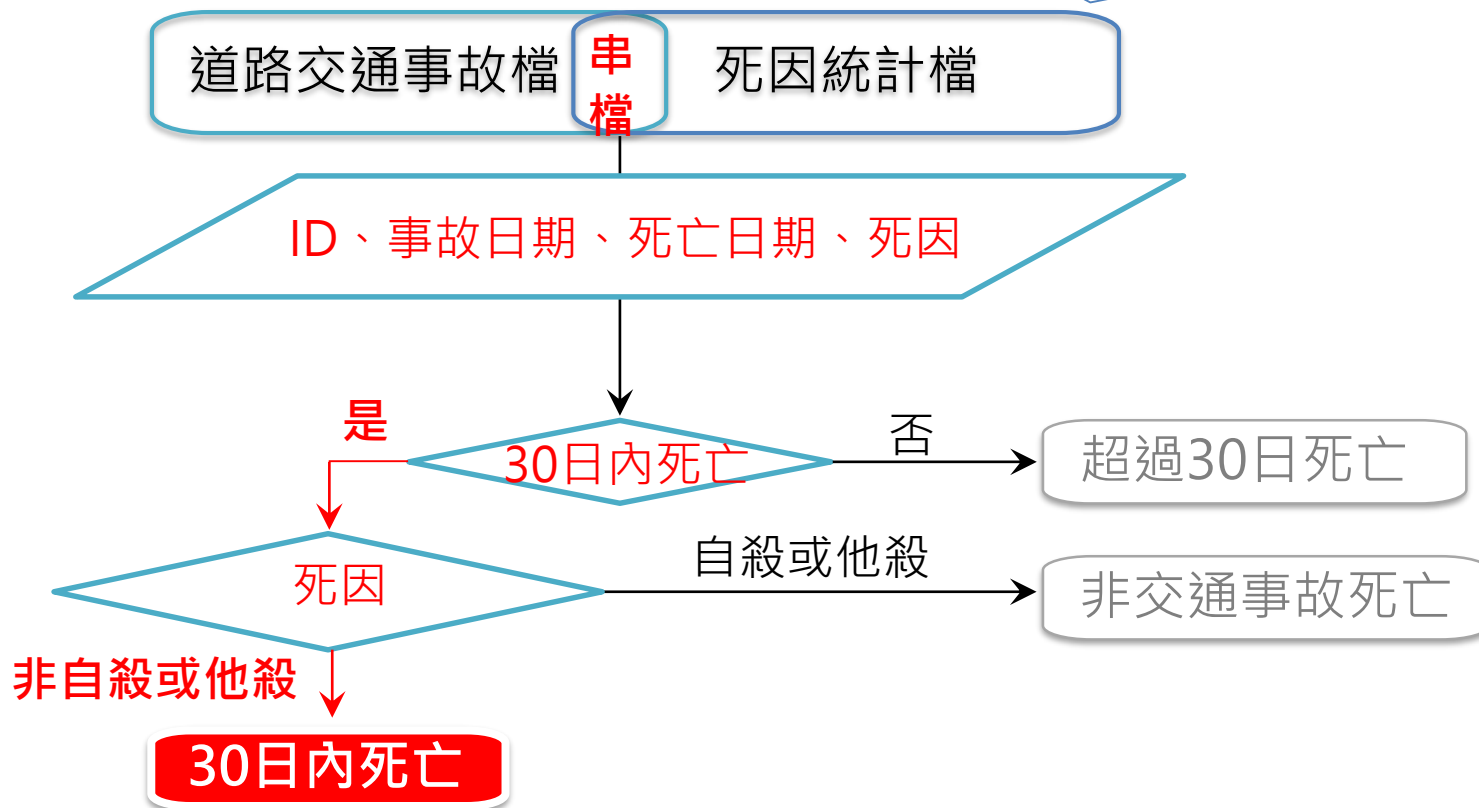 道路交通事故檔
串
檔
死因統計檔
ID、事故日期、死亡日期、死因
是
30日內死亡
否
超過30日死亡
死因
自殺或他殺
非交通事故死亡
非自殺或他殺
30日內死亡